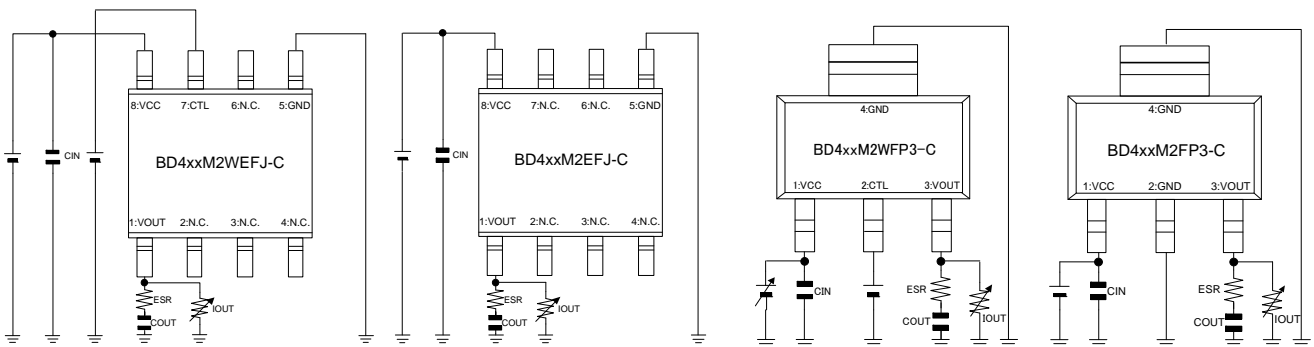 8:VCC 7:CTL 6:N.C. 5:GND
CIN
BD4xxM2WEFJ-C
1:VOUT 2:N.C. 3:N.C. 4:N.C.
ESR
IOUT
COUT
8:VCC 7:N.C. 6:N.C. 5:GND
CIN
BD4xxM2EFJ-C
1:VOUT 2:N.C. 3:N.C. 4:N.C.
ESR
IOUT
COUT
4:GND
BD4xxM2WFP3-C
1:VCC 2:CTL 3:VOUT
CIN
ESR
COUT
IOUT
4:GND
BD4xxM2FP3-C
1:VCC 2:GND 3:VOUT
CIN
ESR
COUT
IOUT